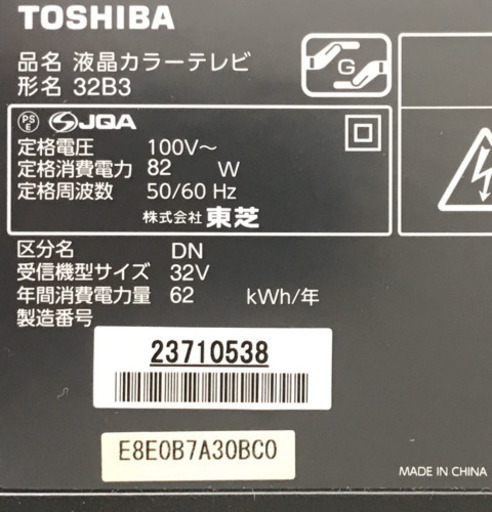 TOSHIBA
品名 液晶カラーテレビ
形名 32B3
G
PS
E
JQA
定格電圧 100V～
定格消費電力 82 W
定格周波数 50/60 Hz
株式会社 東芝
区分名 DN
受信機型サイズ 32V
年間消費電力量 62 kWh/年
製造番号
23710538
E8E0B7A30BC0
MADE IN CHINA